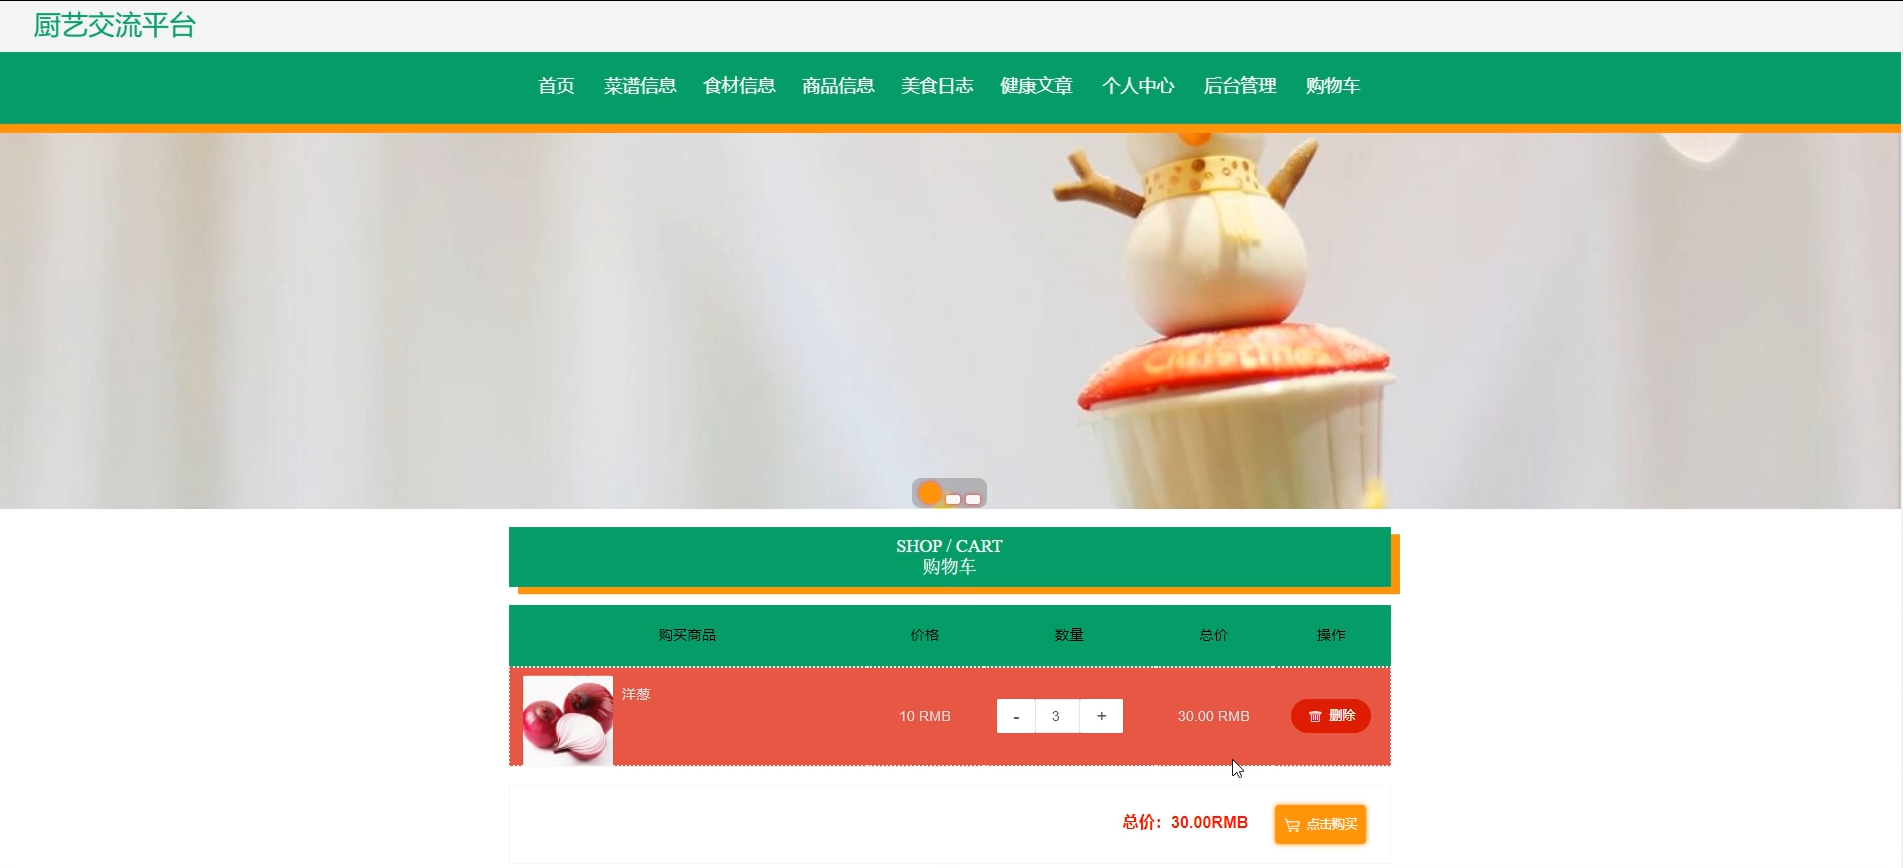 厨艺交流平台
首页 菜谱信息 食材信息 商品信息 美食日志 健康文章 个人中心 后台管理 购物车
Christmas
SHOP / CART
购物车
购买商品 价格 数量 总价 操作
洋葱
10 RMB - 3 + 30.00 RMB 删除
总价：30.00RMB 点击购买